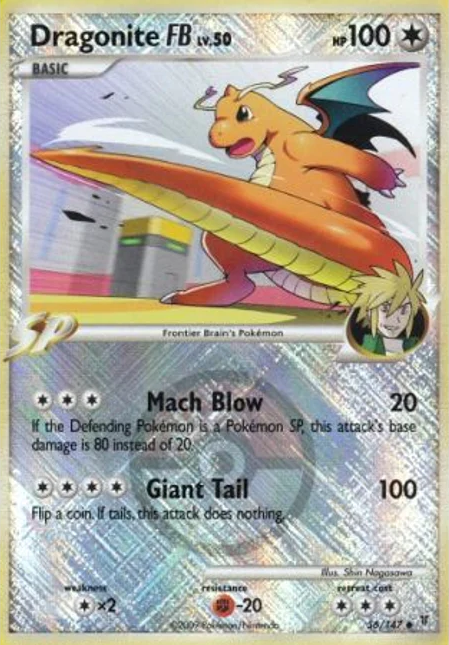 Dragonite FB LV.50 HP100
BASIC
SP
Frontier Brain's Pokémon
Mach Blow 20
If the Defending Pokémon is a Pokémon SP, this attack's base
damage is 80 instead of 20.
Giant Tail 100
Flip a coin. If tails, this attack does nothing.
Illus. Shin Nagasawa
weakness resistance retreat cost
×2 -20
©2009 Pokémon/Nintendo 56/147